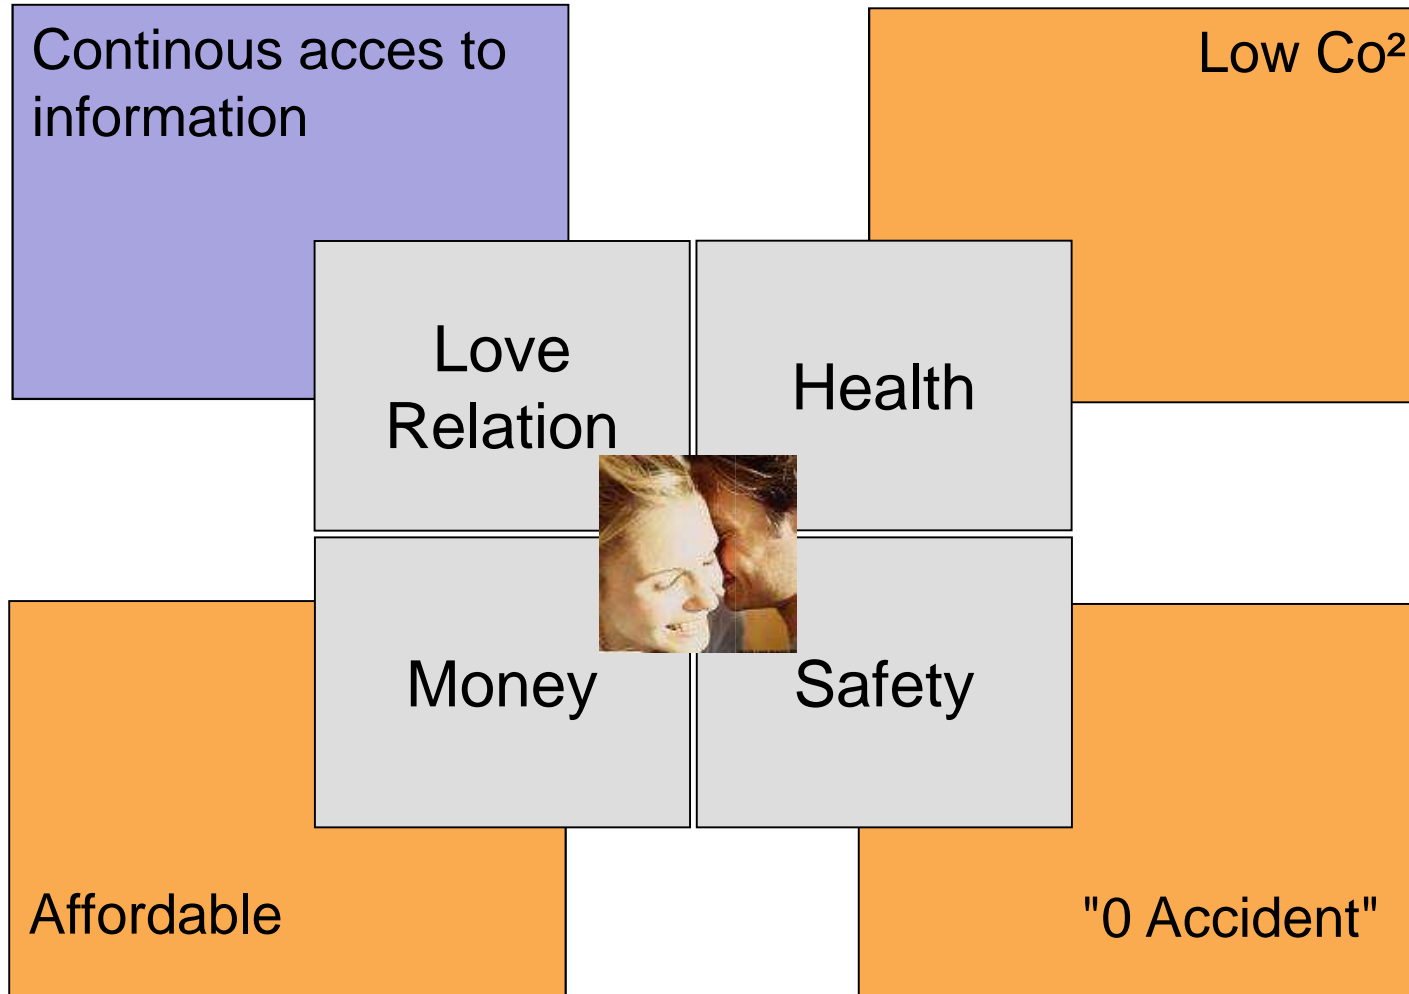 Continous acces to
information
Low Co²
Love
Relation
Health
Money
Safety
Affordable
"0 Accident"